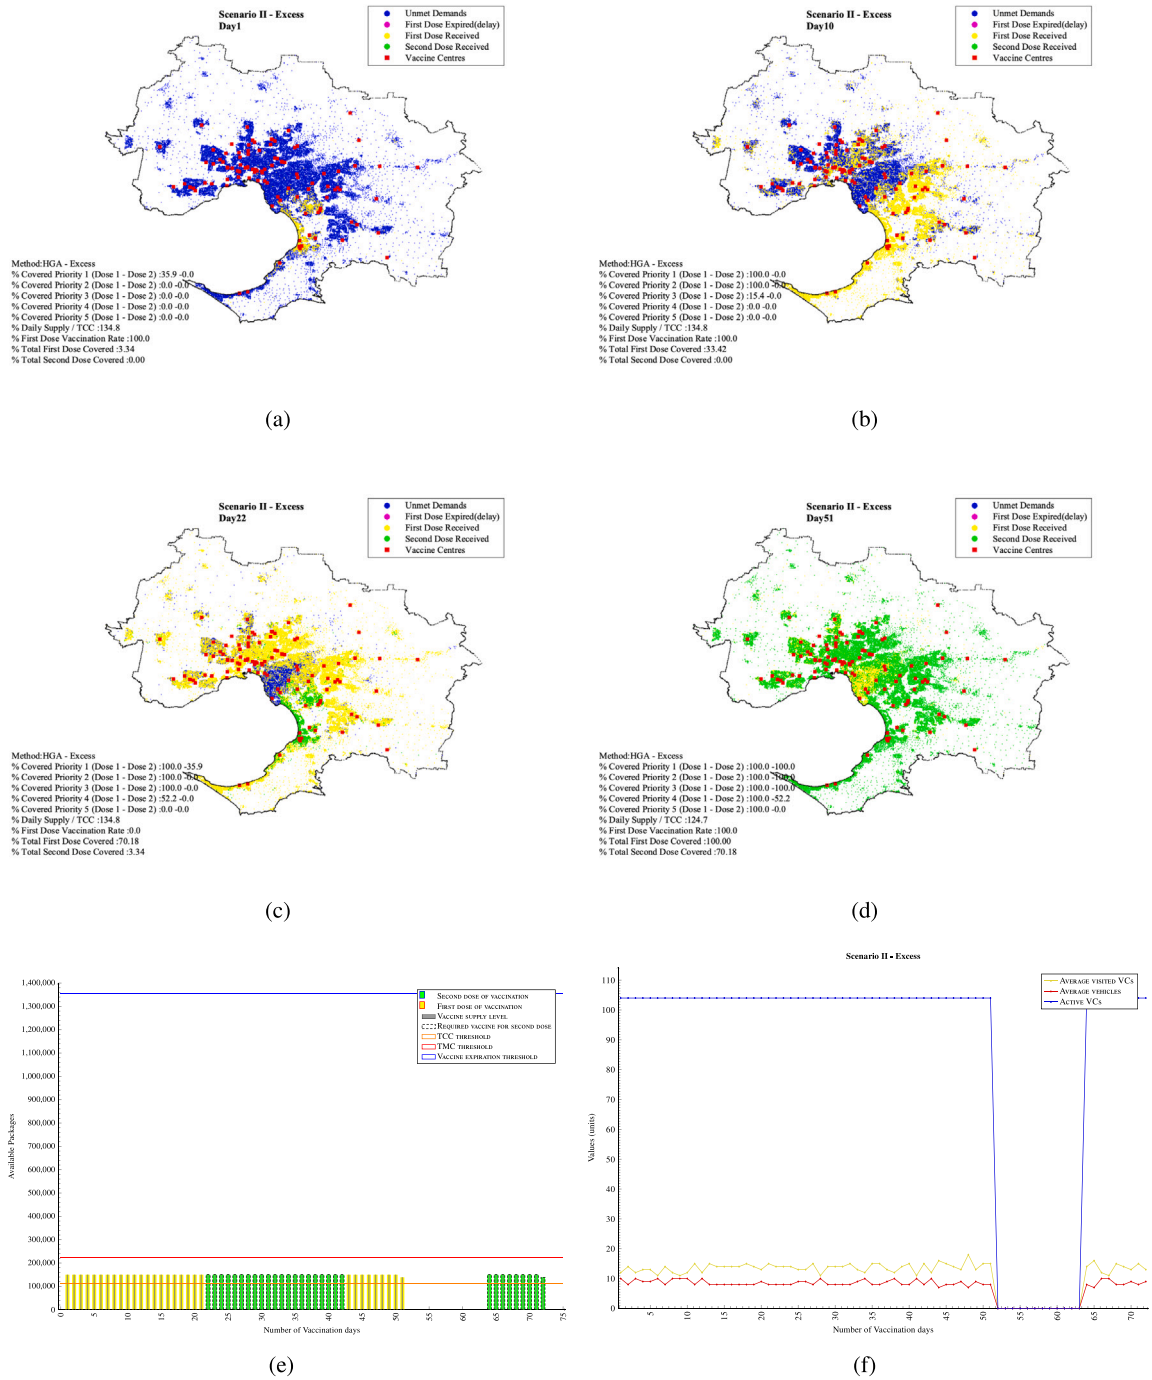 Scenario II - Excess
Day1
Unmet Demands
First Dose Expired(delay)
First Dose Received
Second Dose Received
Vaccine Centres
Method:HGA - Excess
% Covered Priority 1 (Dose 1 - Dose 2) :35.9 -0.0
% Covered Priority 2 (Dose 1 - Dose 2) :0.0 -0.0
% Covered Priority 3 (Dose 1 - Dose 2) :0.0 -0.0
% Covered Priority 4 (Dose 1 - Dose 2) :0.0 -0.0
% Covered Priority 5 (Dose 1 - Dose 2) :0.0 -0.0
% Daily Supply / TCC :134.8
% First Dose Vaccination Rate :100.0
% Total First Dose Covered :3.34
% Total Second Dose Covered :0.00
(a)
Scenario II - Excess
Day10
Unmet Demands
First Dose Expired(delay)
First Dose Received
Second Dose Received
Vaccine Centres
Method:HGA - Excess
% Covered Priority 1 (Dose 1 - Dose 2) :100.0 -0.0
% Covered Priority 2 (Dose 1 - Dose 2) :100.0 -0.0
% Covered Priority 3 (Dose 1 - Dose 2) :15.4 -0.0
% Covered Priority 4 (Dose 1 - Dose 2) :0.0 -0.0
% Covered Priority 5 (Dose 1 - Dose 2) :0.0 -0.0
% Daily Supply / TCC :134.8
% First Dose Vaccination Rate :100.0
% Total First Dose Covered :33.42
% Total Second Dose Covered :0.00
(b)
Scenario II - Excess
Day22
Unmet Demands
First Dose Expired(delay)
First Dose Received
Second Dose Received
Vaccine Centres
Method:HGA - Excess
% Covered Priority 1 (Dose 1 - Dose 2) :100.0 -35.9
% Covered Priority 2 (Dose 1 - Dose 2) :100.0 -0.0
% Covered Priority 3 (Dose 1 - Dose 2) :100.0 -0.0
% Covered Priority 4 (Dose 1 - Dose 2) :52.2 -0.0
% Covered Priority 5 (Dose 1 - Dose 2) :0.0 -0.0
% Daily Supply / TCC :134.8
% First Dose Vaccination Rate :0.0
% Total First Dose Covered :70.18
% Total Second Dose Covered :3.34
(c)
Scenario II - Excess
Day51
Unmet Demands
First Dose Expired(delay)
First Dose Received
Second Dose Received
Vaccine Centres
Method:HGA - Excess
% Covered Priority 1 (Dose 1 - Dose 2) :100.0 -100.0
% Covered Priority 2 (Dose 1 - Dose 2) :100.0 -100.0
% Covered Priority 3 (Dose 1 - Dose 2) :100.0 -100.0
% Covered Priority 4 (Dose 1 - Dose 2) :100.0 -52.2
% Covered Priority 5 (Dose 1 - Dose 2) :100.0 -0.0
% Daily Supply / TCC :124.7
% First Dose Vaccination Rate :100.0
% Total First Dose Covered :100.00
% Total Second Dose Covered :70.18
(d)
1,400,000
1,300,000
1,200,000
1,100,000
1,000,000
900,000
800,000
700,000
600,000
500,000
400,000
300,000
200,000
100,000
0
Available Packages
Second dose of vaccination
First dose of vaccination
Vaccine supply level
Required vaccine for second dose
TCC threshold
TMC threshold
Vaccine expiration threshold
0 5 10 15 20 25 30 35 40 45 50 55 60 65 70 75
Number of Vaccination days
(e)
Scenario II - Excess
110
100
90
80
70
60
50
40
30
20
10
0
Values (units)
Average visited VCs
Average vehicles
Active VCs
5 10 15 20 25 30 35 40 45 50 55 60 65 70
Number of Vaccination days
(f)